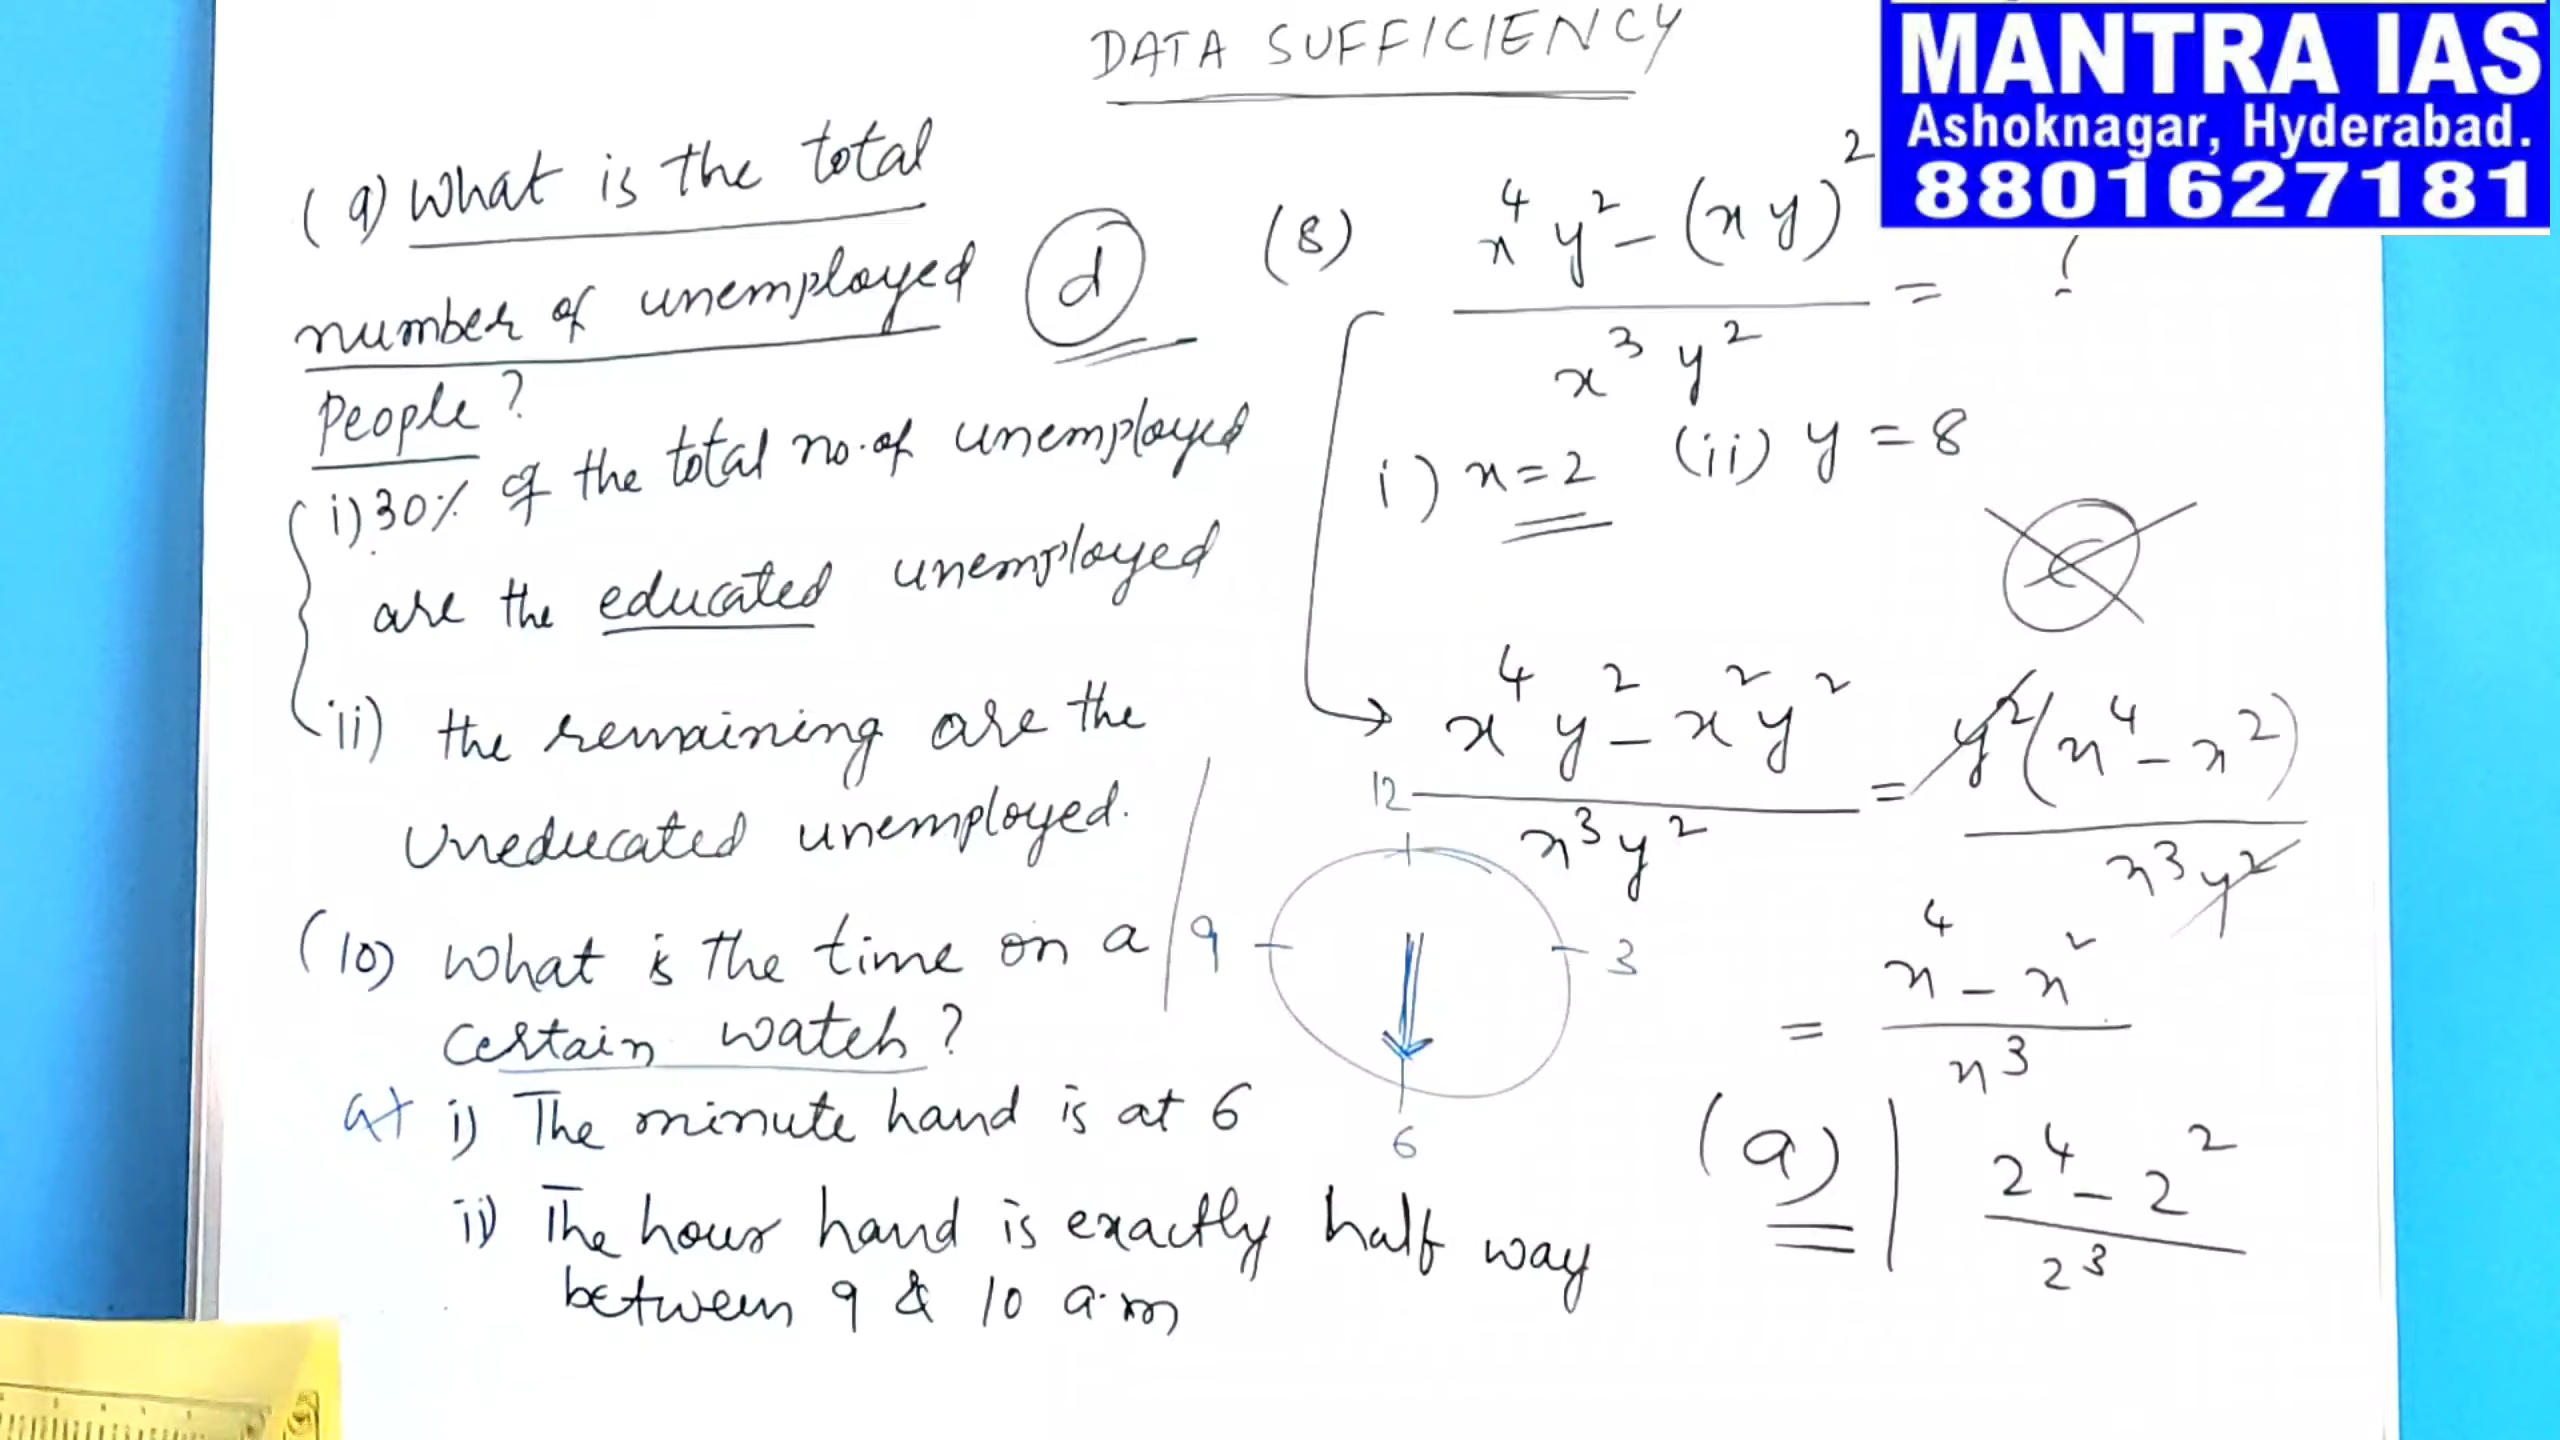 DATA SUFFICIENCY
MANTRA IAS
Ashoknagar, Hyderabad.
8801627181
(9) What is the total
number of unemployed
People?
d
i) 30% of the total no. of unemployed
are the educated unemployed
ii) the remaining are the
Uneducated unemployed.
(10) What is the time on a
certain watch?
at i) The minute hand is at 6
ii) The hour hand is exactly half way
between 9 & 10 a.m
12
9
3
6
(8) x⁴y² - (xy)² / x³y² = ?
i) x = 2 (ii) y = 8
C
x⁴y² - x²y² / x³y² = y²(x⁴ - x²) / x³y²
= x⁴ - x² / x³
(a) | 2⁴ - 2² / 2³